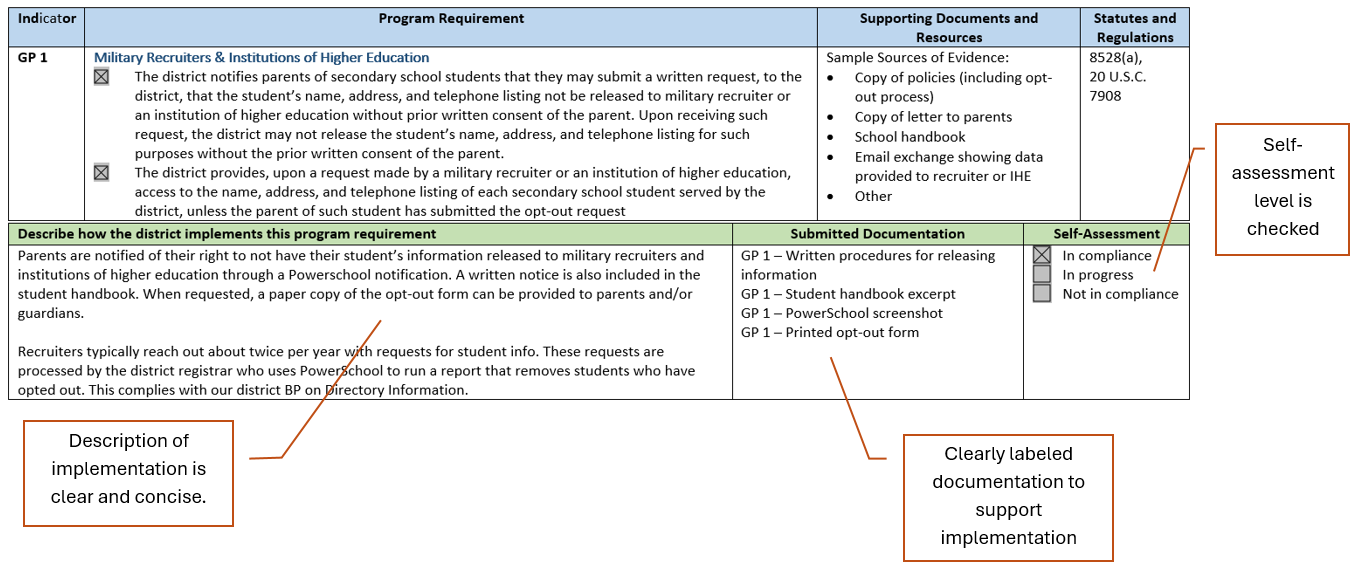 Indicator
Program Requirement
Supporting Documents and
Resources
Statutes and
Regulations
GP 1
Military Recruiters & Institutions of Higher Education
The district notifies parents of secondary school students that they may submit a written request, to the
district, that the student’s name, address, and telephone listing not be released to military recruiter or
an institution of higher education without prior written consent of the parent. Upon receiving such
request, the district may not release the student’s name, address, and telephone listing for such
purposes without the prior written consent of the parent.
The district provides, upon a request made by a military recruiter or an institution of higher education,
access to the name, address, and telephone listing of each secondary school student served by the
district, unless the parent of such student has submitted the opt-out request
Sample Sources of Evidence:
• Copy of policies (including opt-
out process)
• Copy of letter to parents
• School handbook
• Email exchange showing data
provided to recruiter or IHE
• Other
8528(a),
20 U.S.C.
7908
Self-
assessment
level is
checked
Describe how the district implements this program requirement
Submitted Documentation
Self-Assessment
Parents are notified of their right to not have their student’s information released to military recruiters and
institutions of higher education through a Powerschool notification. A written notice is also included in the
student handbook. When requested, a paper copy of the opt-out form can be provided to parents and/or
guardians.
Recruiters typically reach out about twice per year with requests for student info. These requests are
processed by the district registrar who uses PowerSchool to run a report that removes students who have
opted out. This complies with our district BP on Directory Information.
GP 1 – Written procedures for releasing
information
GP 1 – Student handbook excerpt
GP 1 – PowerSchool screenshot
GP 1 – Printed opt-out form
In compliance
In progress
Not in compliance
Description of
implementation is
clear and concise.
Clearly labeled
documentation to
support
implementation